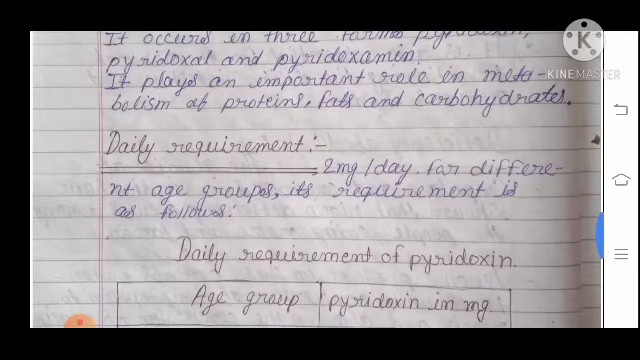 It occurs in three forms pyridoxin,
pyridoxal and pyridoxamin.
It plays an important role in meta-
bolism of proteins, fats and carbohydrates.
Daily requirement :-
2mg/day. For differe-
nt age groups, its requirement is
as follows:
Daily requirement of pyridoxin.
Age group pyridoxin in mg
KINEMASTER